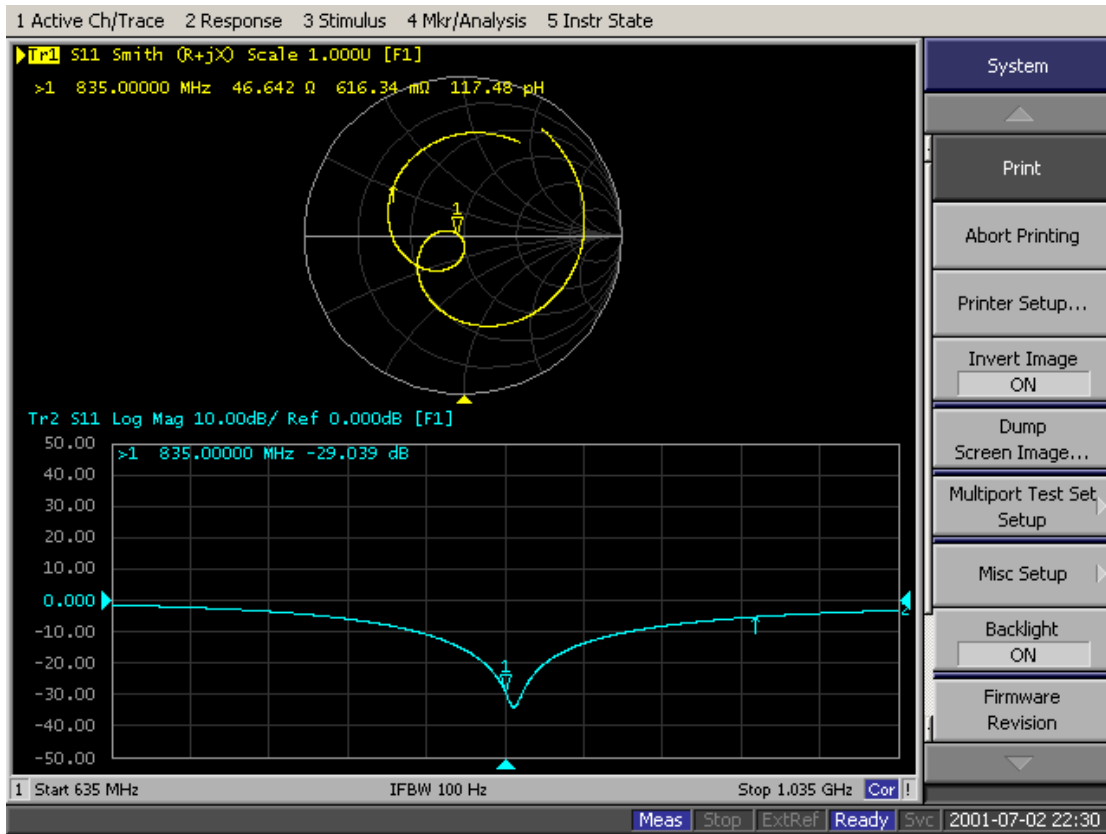 1 Active Ch/Trace 2 Response 3 Stimulus 4 Mkr/Analysis 5 Instr State
Tr1 S11 Smith (R+jX) Scale 1.000U [F1]
>1 835.00000 MHz 46.642 Ω 616.34 mΩ 117.48 pH
1
Tr2 S11 Log Mag 10.00dB/ Ref 0.000dB [F1]
50.00
>1 835.00000 MHz -29.039 dB
40.00
30.00
20.00
10.00
0.000
2
-10.00
-20.00
1
-30.00
-40.00
-50.00
1 Start 635 MHz IFBW 100 Hz Stop 1.035 GHz Cor !
System
Print
Abort Printing
Printer Setup...
Invert Image
ON
Dump
Screen Image...
Multiport Test Set
Setup
Misc Setup
Backlight
ON
Firmware
Revision
Meas Stop ExtRef Ready Svc 2001-07-02 22:30